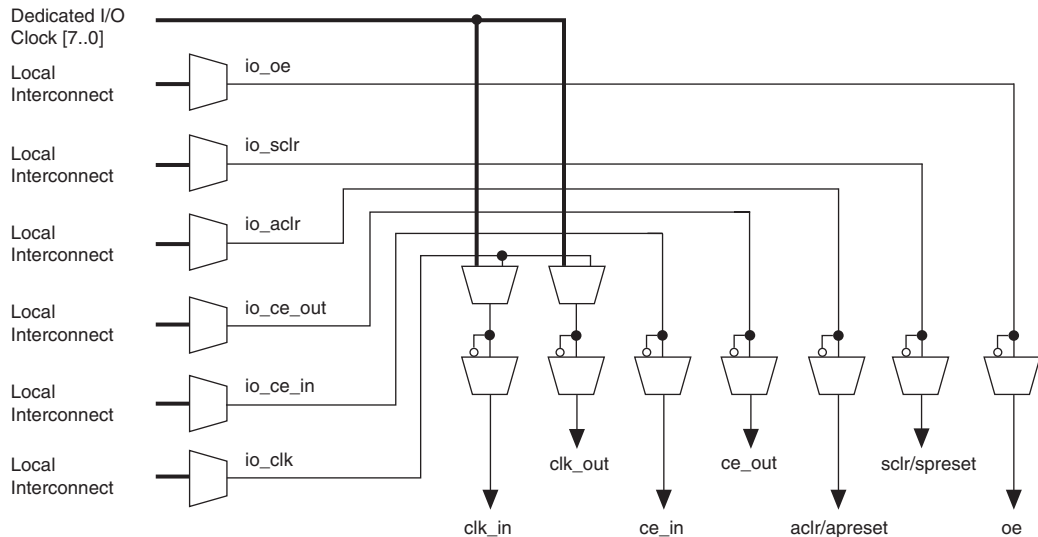 Dedicated I/O
Clock [7..0]
Local
Interconnect
io_oe
Local
Interconnect
io_sclr
Local
Interconnect
io_aclr
Local
Interconnect
io_ce_out
Local
Interconnect
io_ce_in
Local
Interconnect
io_clk
clk_out
ce_out
sclr/spreset
clk_in
ce_in
aclr/apreset
oe